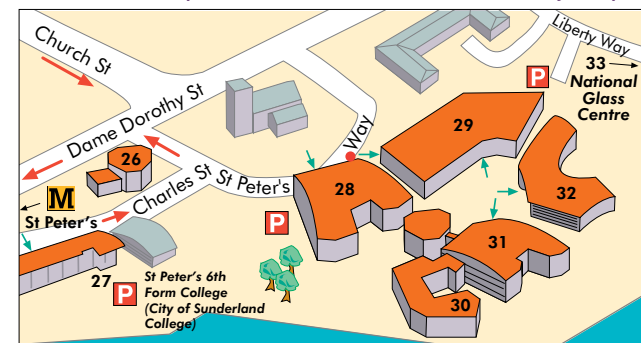 Church St
Liberty Way
33
National
Glass
Centre
P
Dame Dorothy St
Way
29
26
Charles St
St Peter's
28
32
M
St Peter's
P
31
27
P
St Peter's 6th
Form College
(City of Sunderland
College)
30